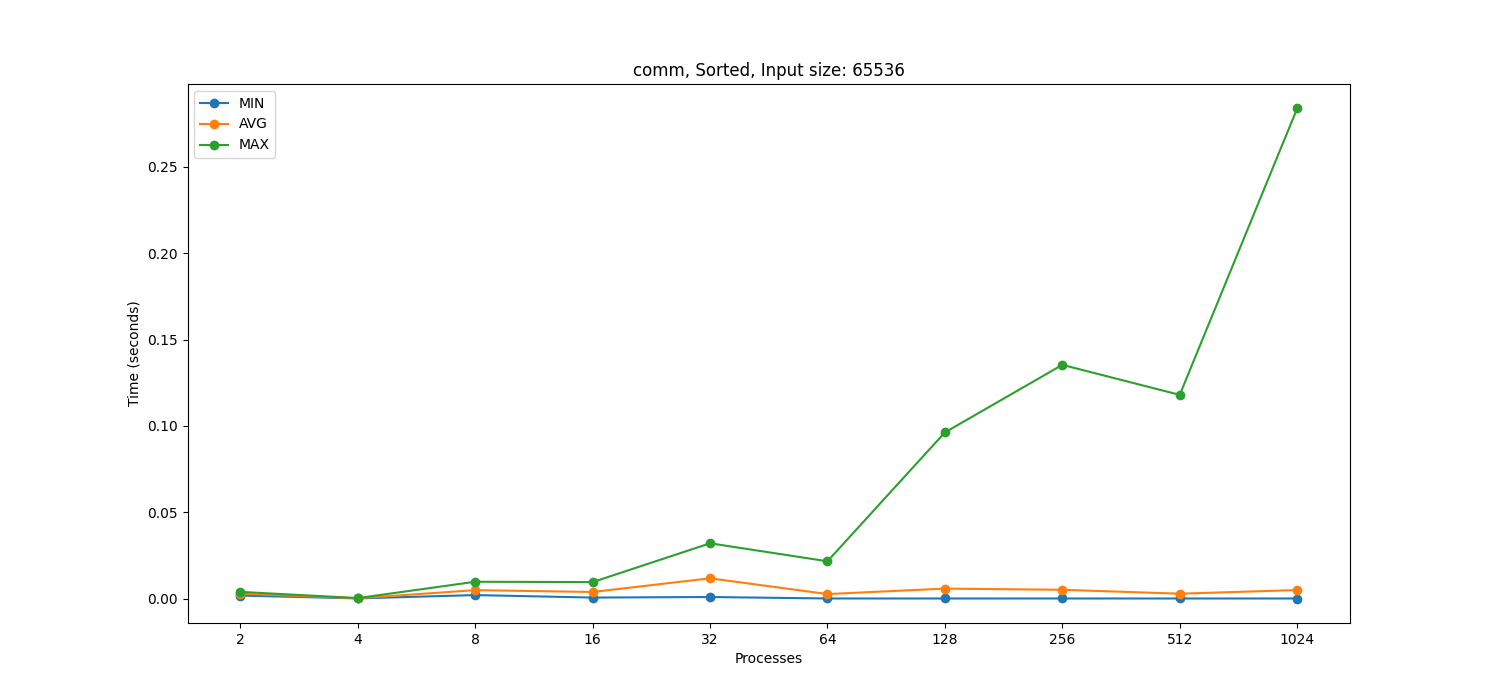 comm, Sorted, Input size: 65536
MIN
AVG
MAX
0.25
0.20
0.15
0.10
0.05
0.00
Time (seconds)
2 4 8 16 32 64 128 256 512 1024
Processes